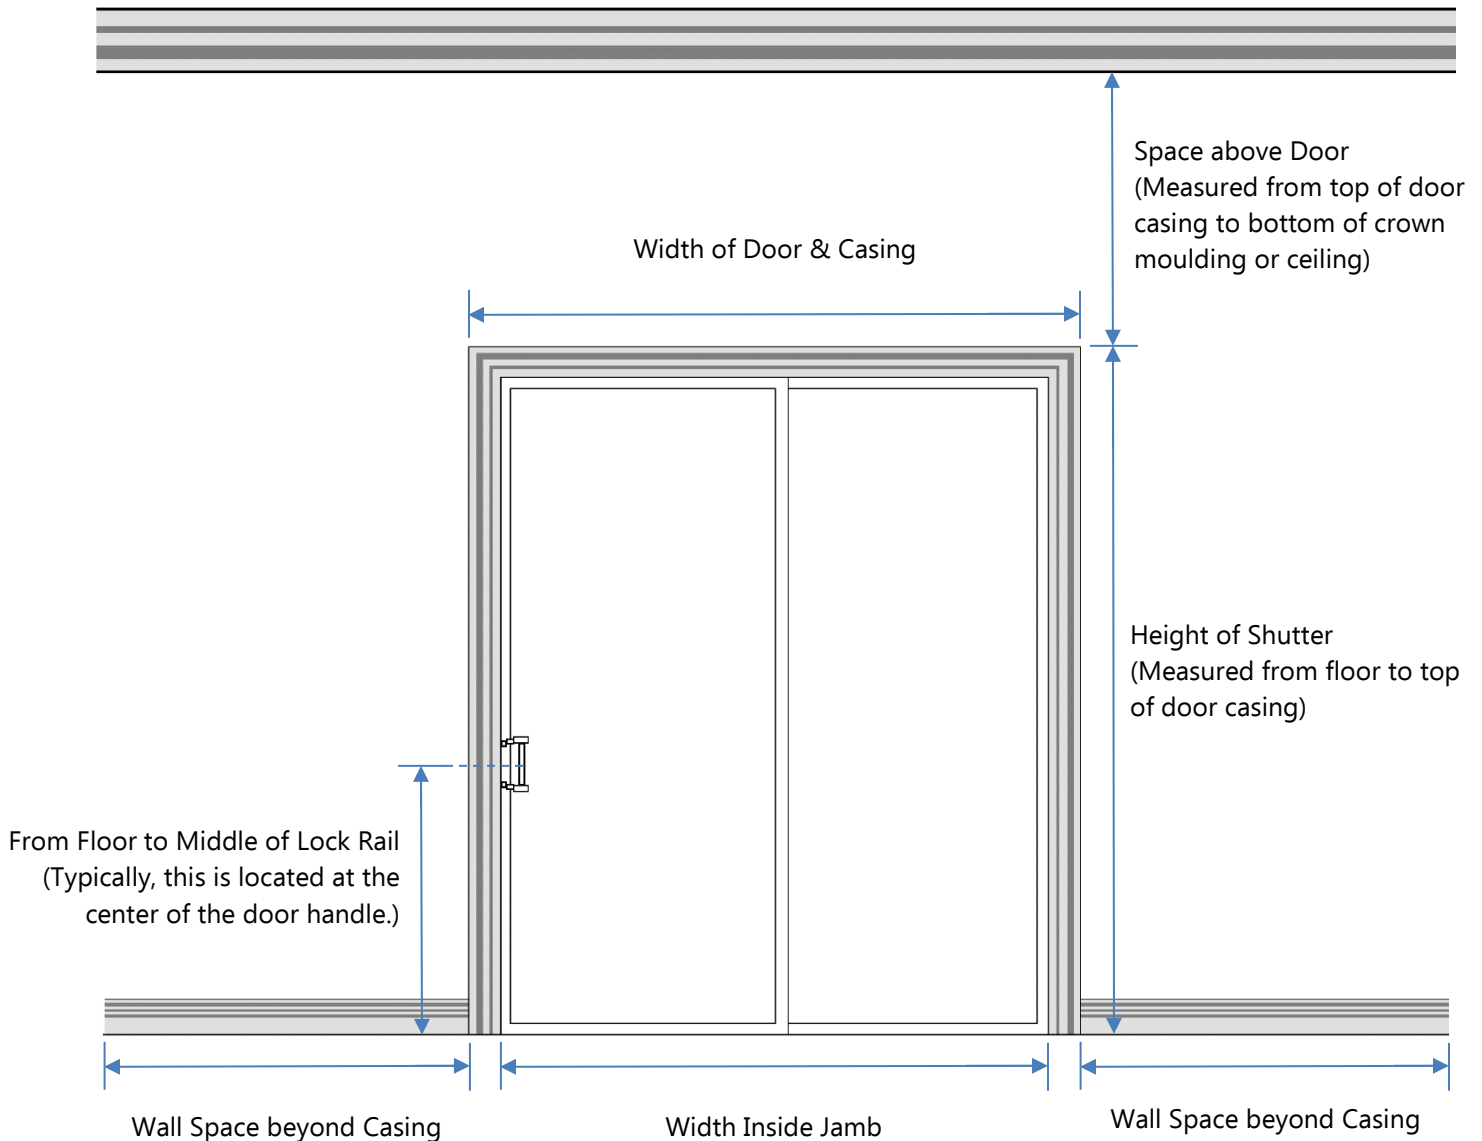 Space above Door
(Measured from top of door
casing to bottom of crown
moulding or ceiling)
Width of Door & Casing
Height of Shutter
(Measured from floor to top
of door casing)
From Floor to Middle of Lock Rail
(Typically, this is located at the
center of the door handle.)
Wall Space beyond Casing
Width Inside Jamb
Wall Space beyond Casing